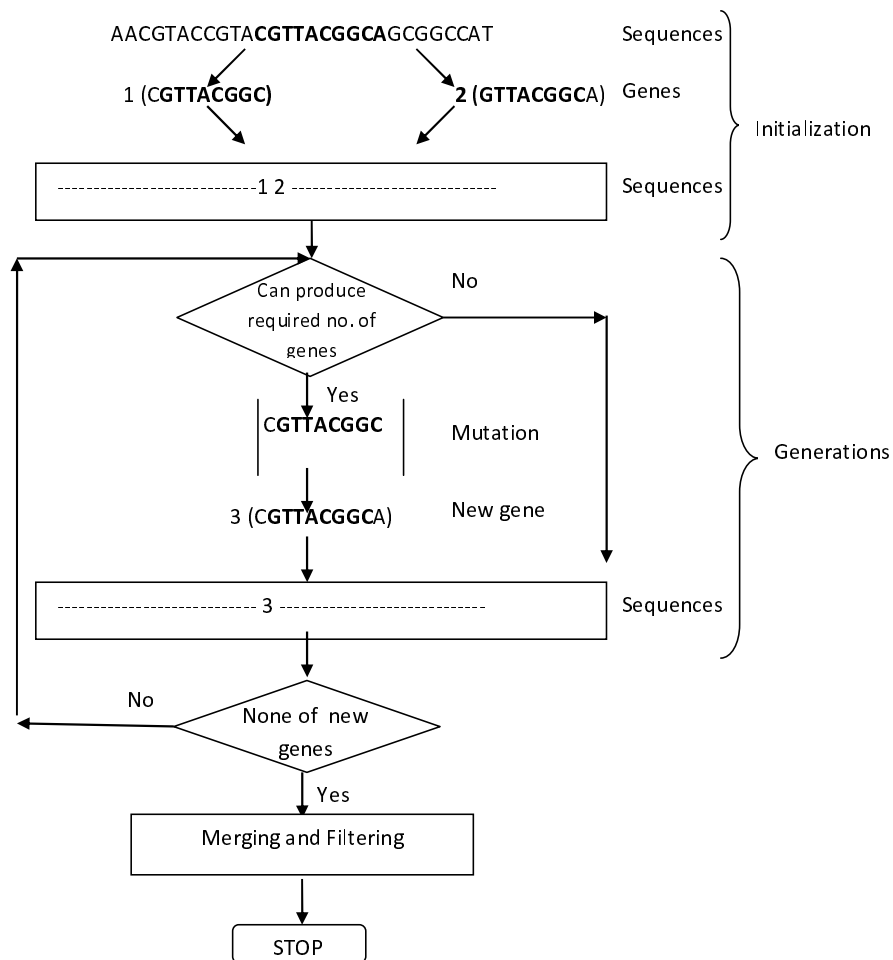 AACGTACCGTACGTTACGGCAGCGGCCAT Sequences
1 (CGTTACGGC) 2 (GTTACGGCA) Genes
Initialization
----------------------------1 2 ----------------------------- Sequences
No
Can produce
required no. of
genes
Yes
CGTTACGGC Mutation
Generations
3 (CGTTACGGCA) New gene
---------------------------- 3 ----------------------------- Sequences
No
None of new
genes
Yes
Merging and Filtering
STOP